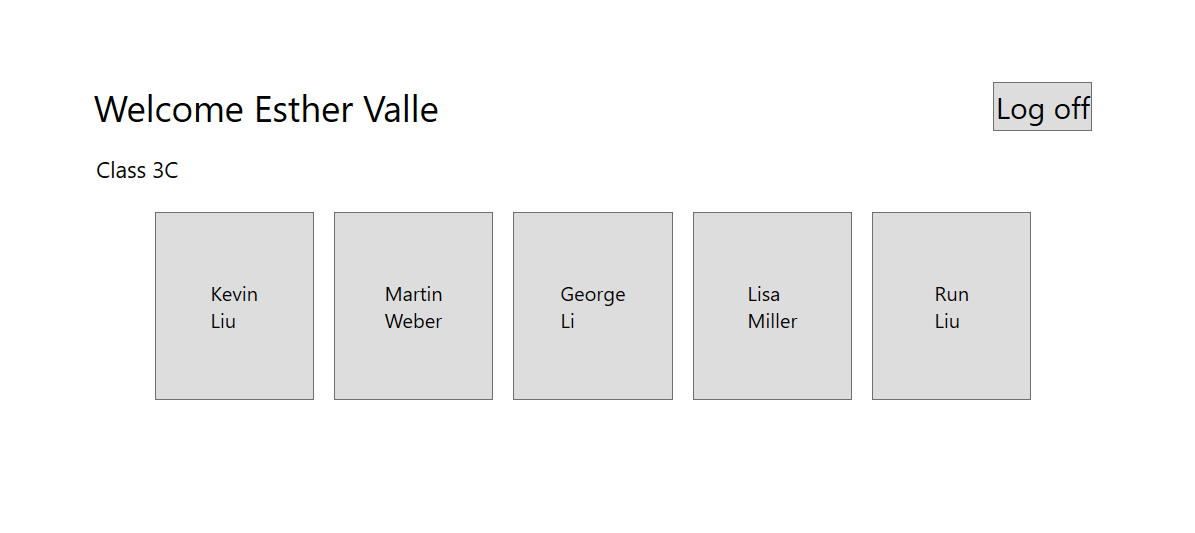 Welcome Esther Valle
Log off
Class 3C
Kevin
Liu
Martin
Weber
George
Li
Lisa
Miller
Run
Liu